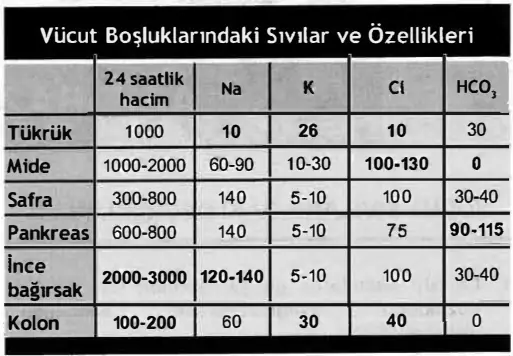 Vücut Boşluklarındaki Sıvılar ve Özellikleri
24 saatlik hacim Na K Cl HCO₃
Tükrük 1000 10 26 10 30
Mide 1000-2000 60-90 10-30 100-130 0
Safra 300-800 140 5-10 100 30-40
Pankreas 600-800 140 5-10 75 90-115
İnce bağırsak 2000-3000 120-140 5-10 100 30-40
Kolon 100-200 60 30 40 0